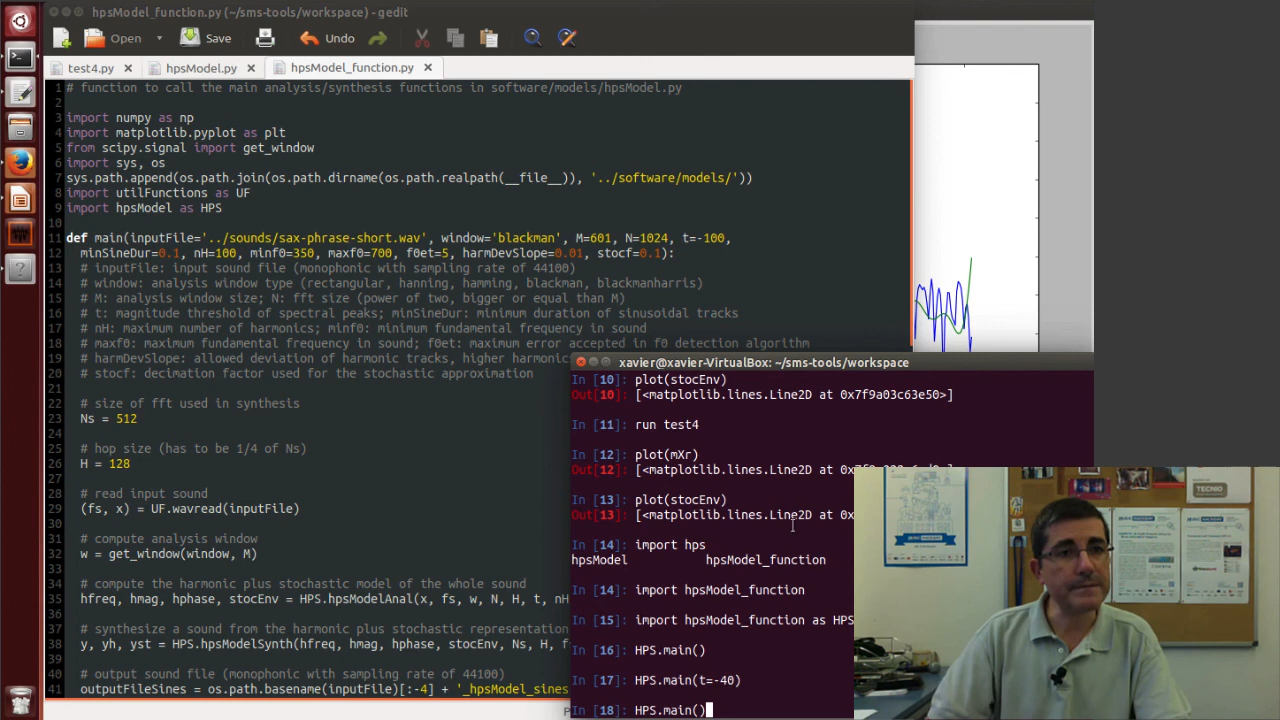 hpsModel_function.py (~/sms-tools/workspace) - gedit
Open Save Undo
test4.py hpsModel.py hpsModel_function.py
1 # function to call the main analysis/synthesis functions in software/models/hpsModel.py
2
3 import numpy as np
4 import matplotlib.pyplot as plt
5 from scipy.signal import get_window
6 import sys, os
7 sys.path.append(os.path.join(os.path.dirname(os.path.realpath(__file__)), '../software/models/'))
8 import utilFunctions as UF
9 import hpsModel as HPS
10
11 def main(inputFile='../sounds/sax-phrase-short.wav', window='blackman', M=601, N=1024, t=-100,
12 minSineDur=0.1, nH=100, minf0=350, maxf0=700, f0et=5, harmDevSlope=0.01, stocf=0.1):
13 # inputFile: input sound file (monophonic with sampling rate of 44100)
14 # window: analysis window type (rectangular, hanning, hamming, blackman, blackmanharris)
15 # M: analysis window size; N: fft size (power of two, bigger or equal than M)
16 # t: magnitude threshold of spectral peaks; minSineDur: minimum duration of sinusoidal tracks
17 # nH: maximum number of harmonics; minf0: minimum fundamental frequency in sound
18 # maxf0: maximum fundamental frequency in sound; f0et: maximum error accepted in f0 detection algorithm
19 # harmDevSlope: allowed deviation of harmonic tracks, higher harmonics
20 # stocf: decimation factor used for the stochastic approximation
21
22 # size of fft used in synthesis
23 Ns = 512
24
25 # hop size (has to be 1/4 of Ns)
26 H = 128
27
28 # read input sound
29 (fs, x) = UF.wavread(inputFile)
30
31 # compute analysis window
32 w = get_window(window, M)
33
34 # compute the harmonic plus stochastic model of the whole sound
35 hfreq, hmag, hphase, stocEnv = HPS.hpsModelAnal(x, fs, w, N, H, t, nH
36
37 # synthesize a sound from the harmonic plus stochastic representation
38 y, yh, yst = HPS.hpsModelSynth(hfreq, hmag, hphase, stocEnv, Ns, H, f
39
40 # output sound file (monophonic with sampling rate of 44100)
41 outputFileSines = os.path.basename(inputFile)[:-4] + '_hpsModel_sines
xavier@xavier-VirtualBox: ~/sms-tools/workspace
In [10]: plot(stocEnv)
Out[10]: [<matplotlib.lines.Line2D at 0x7f9a03c63e50>]
In [11]: run test4
In [12]: plot(mXr)
Out[12]: [<matplotlib.lines.Line2D at
In [13]: plot(stocEnv)
Out[13]: [<matplotlib.lines.Line2D at 0x
In [14]: import hps
hpsModel hpsModel_function
In [14]: import hpsModel_function
In [15]: import hpsModel_function as HPS
In [16]: HPS.main()
In [17]: HPS.main(t=-40)
In [18]: HPS.main()
TECNIO